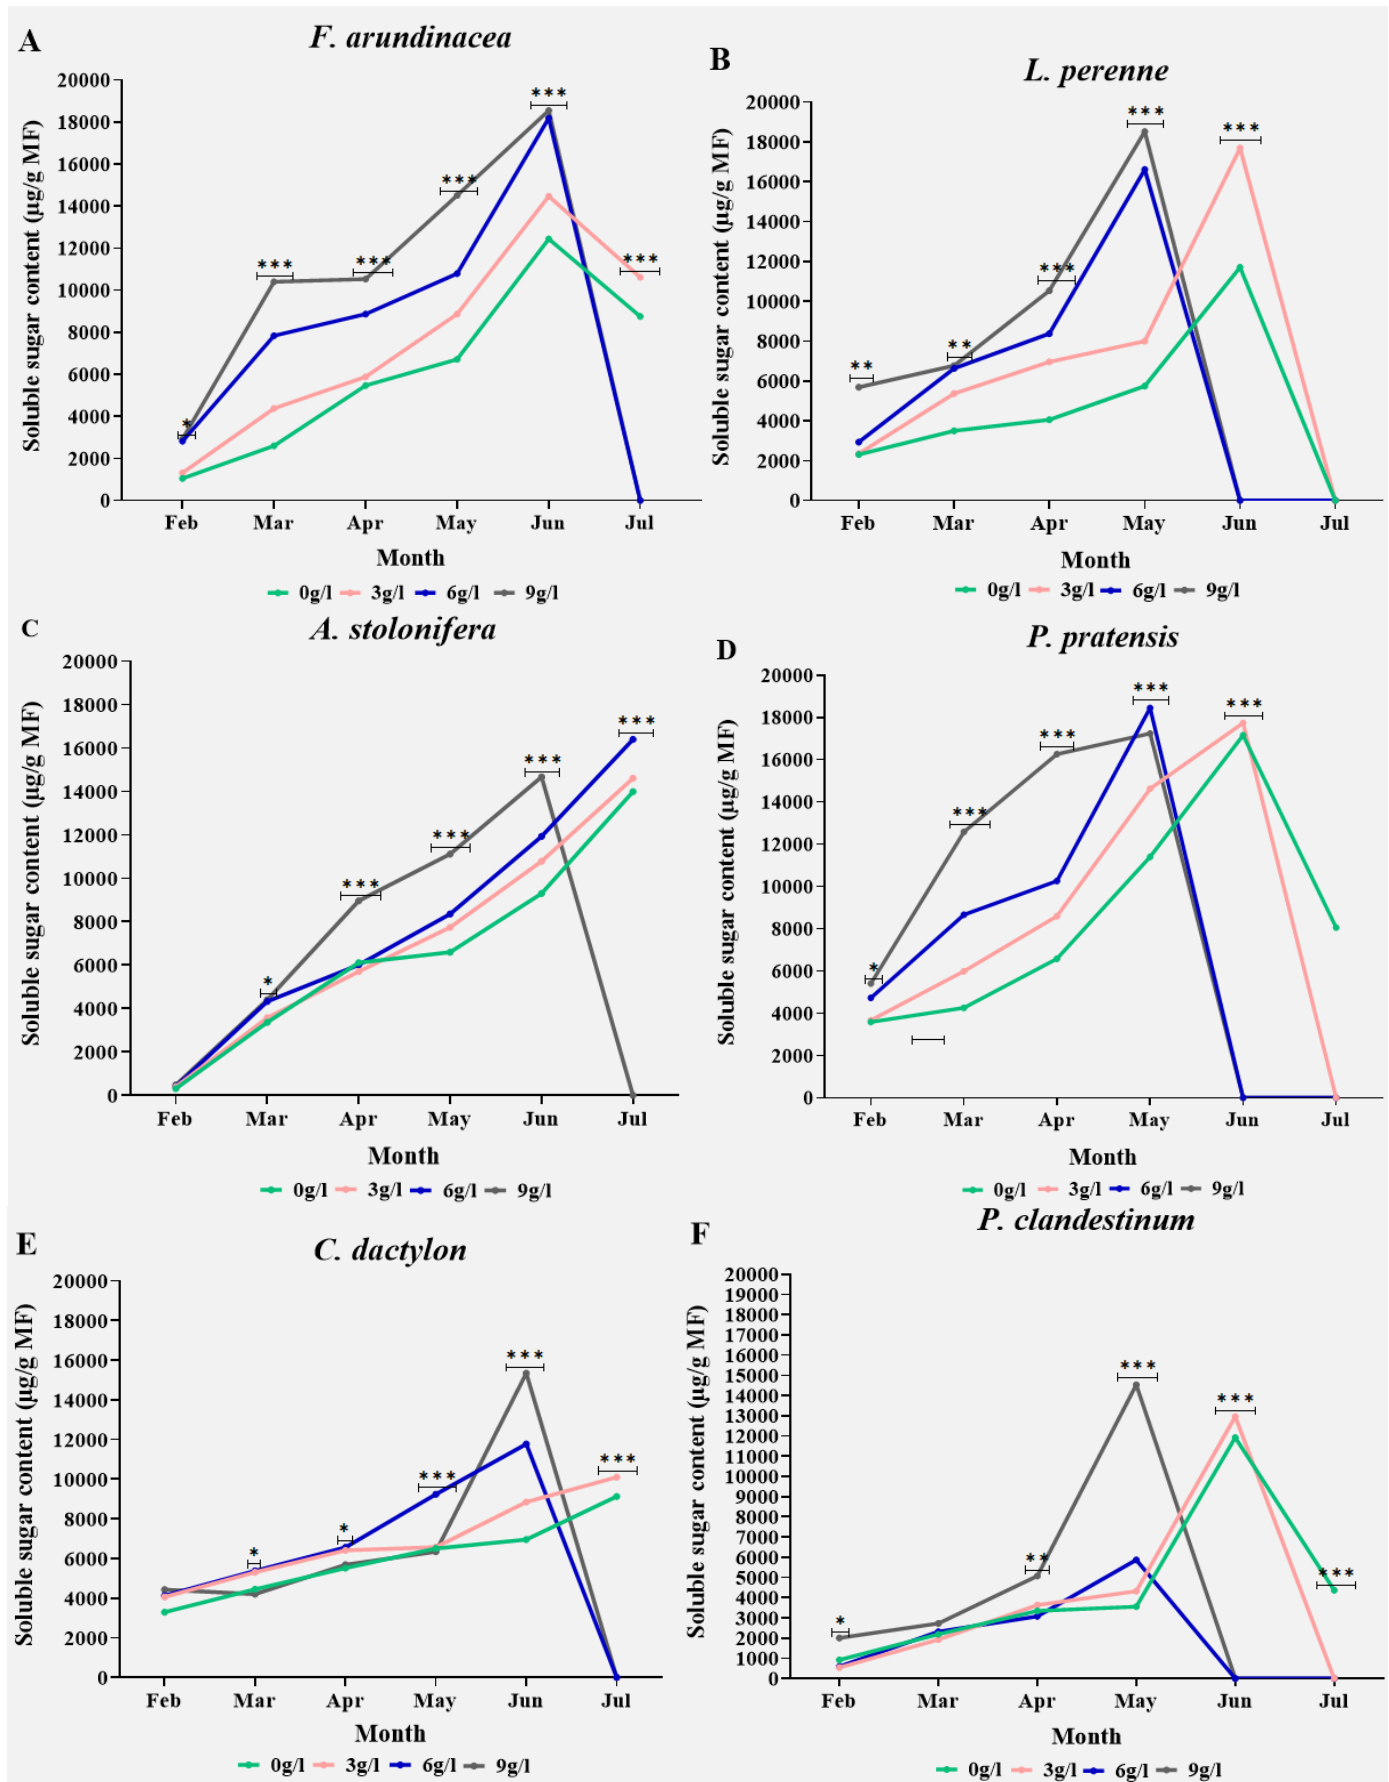 A
F. arundinacea
Soluble sugar content (µg/g MF)
20000
18000
16000
14000
12000
10000
8000
6000
4000
2000
0
*
***
***
***
***
***
Feb Mar Apr May Jun Jul
Month
0g/l 3g/l 6g/l 9g/l
B
L. perenne
Soluble sugar content (µg/g MF)
20000
18000
16000
14000
12000
10000
8000
6000
4000
2000
0
**
**
***
***
***
Feb Mar Apr May Jun Jul
Month
0g/l 3g/l 6g/l 9g/l
C
A. stolonifera
Soluble sugar content (µg/g MF)
20000
18000
16000
14000
12000
10000
8000
6000
4000
2000
0
*
***
***
***
***
Feb Mar Apr May Jun Jul
Month
0g/l 3g/l 6g/l 9g/l
D
P. pratensis
Soluble sugar content (µg/g MF)
20000
18000
16000
14000
12000
10000
8000
6000
4000
2000
0
*
***
***
***
***
Feb Mar Apr May Jun Jul
Month
0g/l 3g/l 6g/l 9g/l
E
C. dactylon
Soluble sugar content (µg/g MF)
20000
18000
16000
14000
12000
10000
8000
6000
4000
2000
0
*
*
***
***
***
Feb Mar Apr May Jun Jul
Month
0g/l 3g/l 6g/l 9g/l
F
P. clandestinum
Soluble sugar content (µg/g MF)
20000
19000
18000
17000
16000
15000
14000
13000
12000
11000
10000
9000
8000
7000
6000
5000
4000
3000
2000
1000
0
*
**
***
***
***
Feb Mar Apr May Jun Jul
Month
0g/l 3g/l 6g/l 9g/l